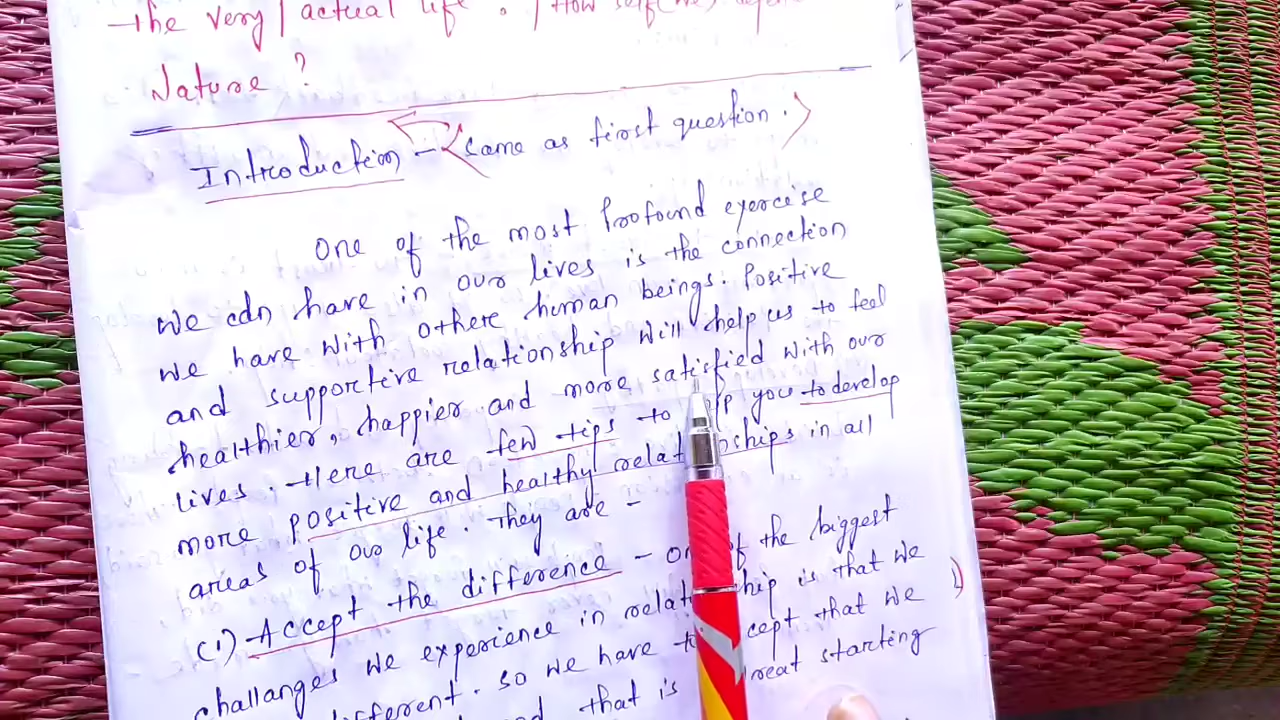 The very / actual life . / How self(we)
Nature ?
Introduction - < Same as first question . >
One of the most Profound exercise
we can have in our lives is the connection
we have with othere human beings. Positive
and supportive relationship will help us to feel
healthier, happier and more satisfied with our
lives. Here are few tips to you to develop
more positive and healthy relationships in all
areas of our life. They are -
(i) Accept the difference - of the biggest
challanges we experience in relationship is that we
different. so we have that we
that is great starting